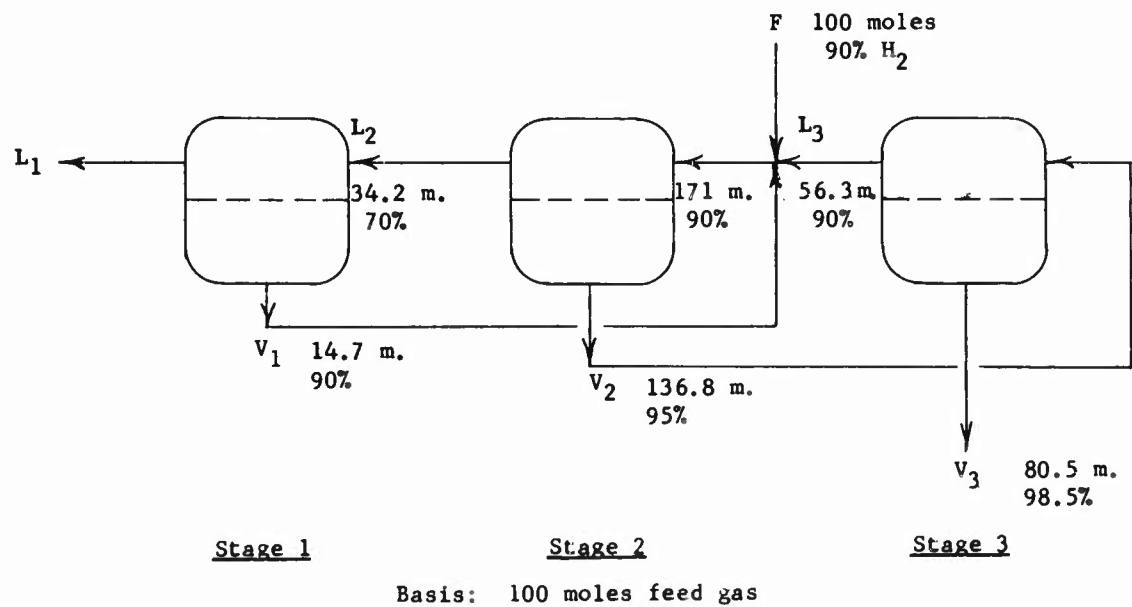 F 100 moles
90% H2
L1
L2
L3
34.2 m.
70%
171 m.
90%
56.3 m.
90%
V1 14.7 m.
90%
V2 136.8 m.
95%
V3 80.5 m.
98.5%
Stage 1
Stage 2
Stage 3
Basis: 100 moles feed gas